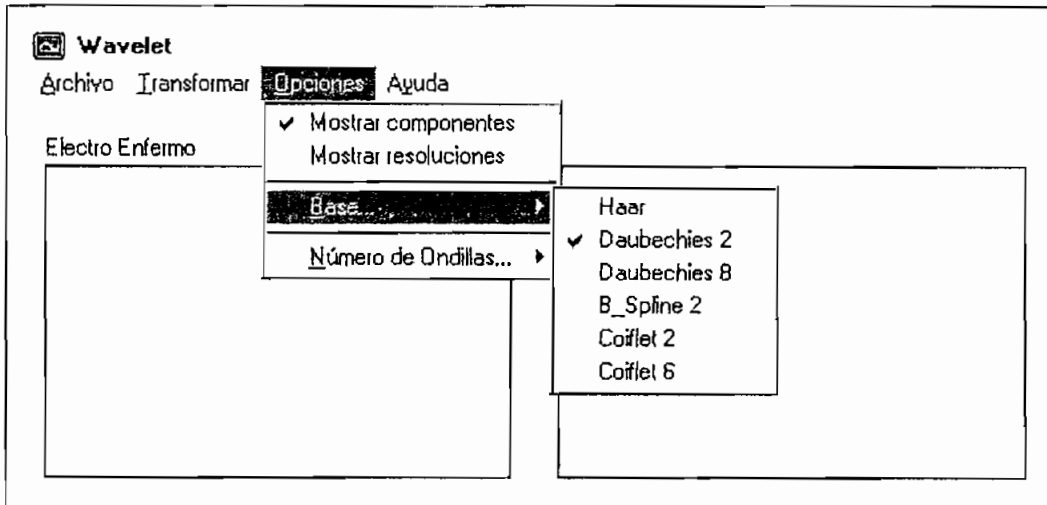 Wavelet
Archivo Transformar Opciones Ayuda
Mostrar componentes
Electro Enfermo
Mostrar resoluciones
Base...
Haar
Daubechies 2
Número de Ondillas...
Daubechies 8
B_Spline 2
Coiflet 2
Coiflet 6